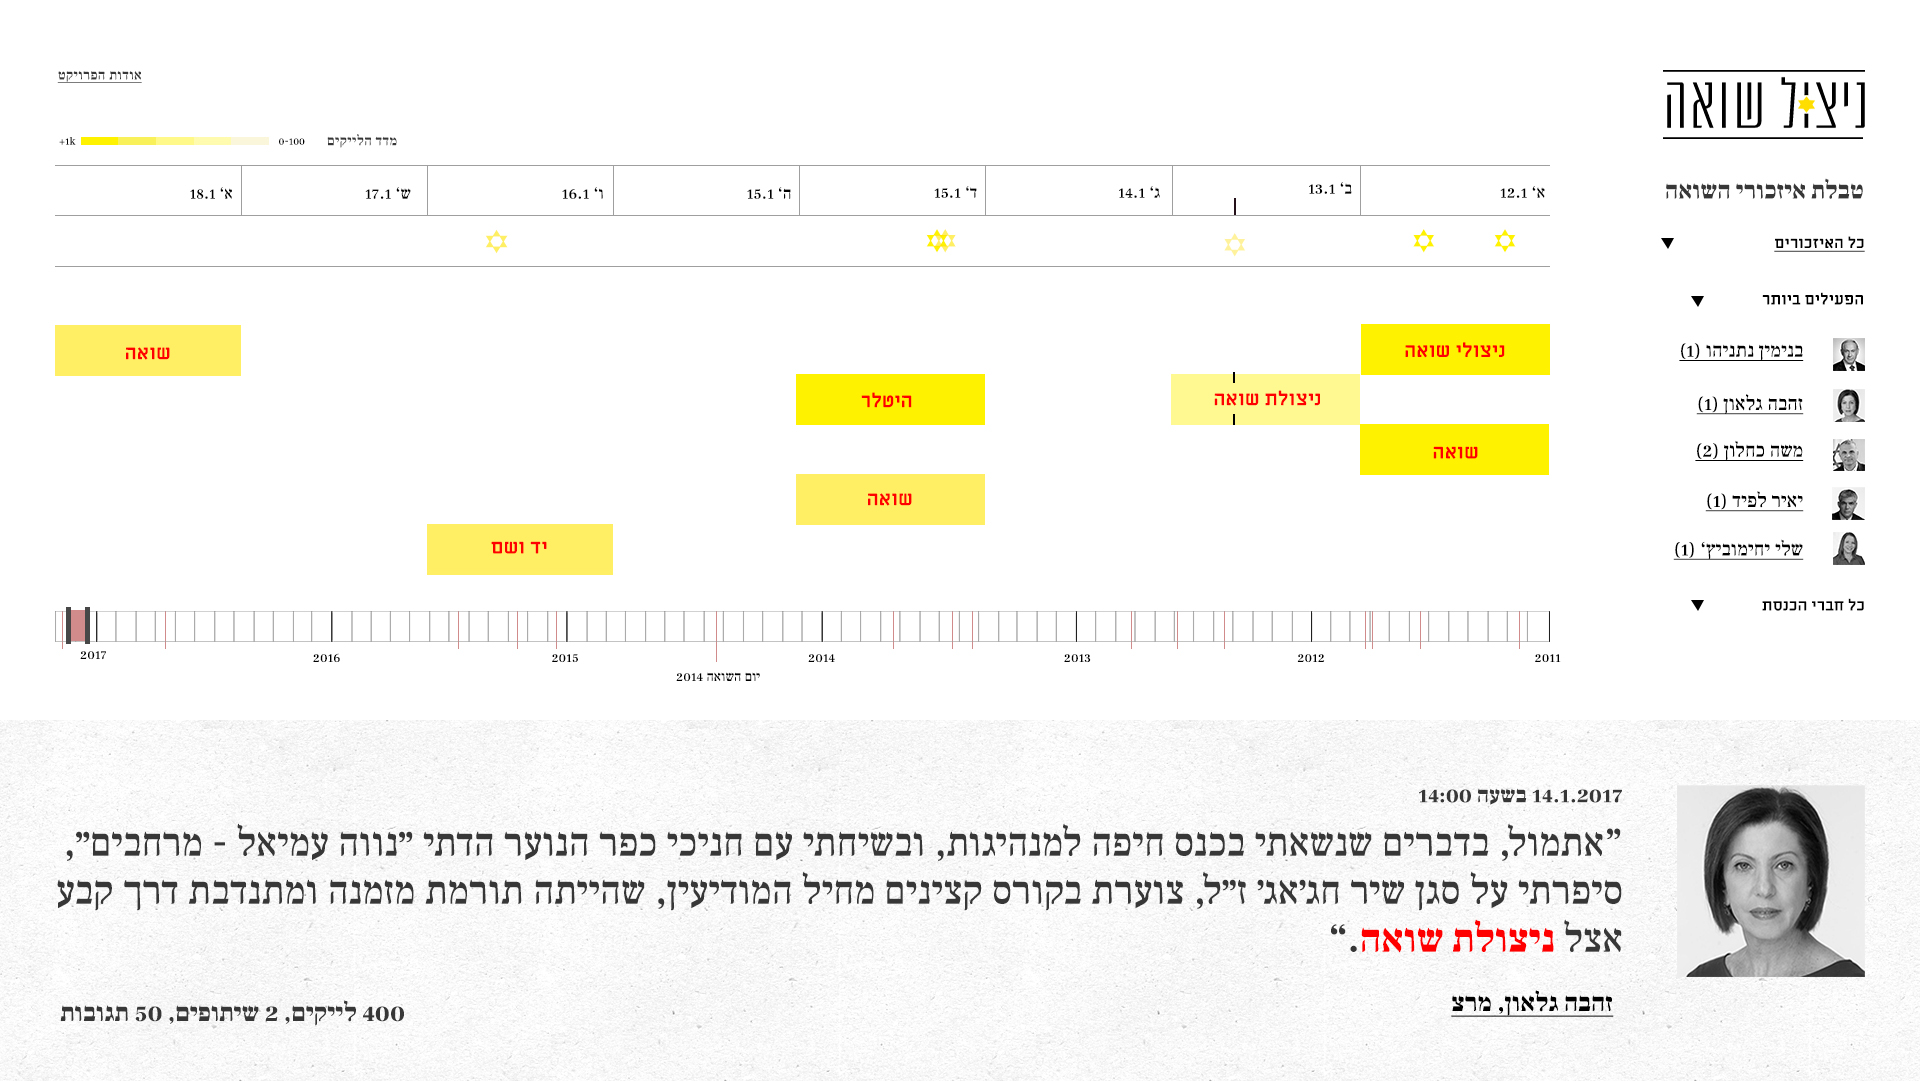 ניצול שואה
אודות הפרויקט
מדד הלייקים
0-100
+1k
טבלת איזכורי השואה
כל האיזכורים
הפעילים ביותר
בנימין נתניהו (1)
זהבה גלאון (1)
משה כחלון (2)
יאיר לפיד (1)
שלי יחימוביץ׳ (1)
כל חברי הכנסת
א׳ 12.1
ב׳ 13.1
ג׳ 14.1
ד׳ 15.1
ה׳ 15.1
ו׳ 16.1
ש׳ 17.1
א׳ 18.1
ניצולי שואה
שואה
היטלר
ניצולת שואה
שואה
שואה
יד ושם
2011
2012
2013
2014
2015
2016
2017
יום השואה 2014
14.1.2017 בשעה 14:00
”אתמול, בדברים שנשאתי בכנס חיפה למנהיגות, ובשיחתי עם חניכי כפר הנוער הדתי ”נווה עמיאל - מרחבים”,
סיפרתי על סגן שיר חג׳אג׳ ז”ל, צוערת בקורס קצינים מחיל המודיעין, שהייתה תורמת מזמנה ומתנדבת דרך קבע
אצל ניצולת שואה.“
זהבה גלאון, מרצ
400 לייקים, 2 שיתופים, 50 תגובות